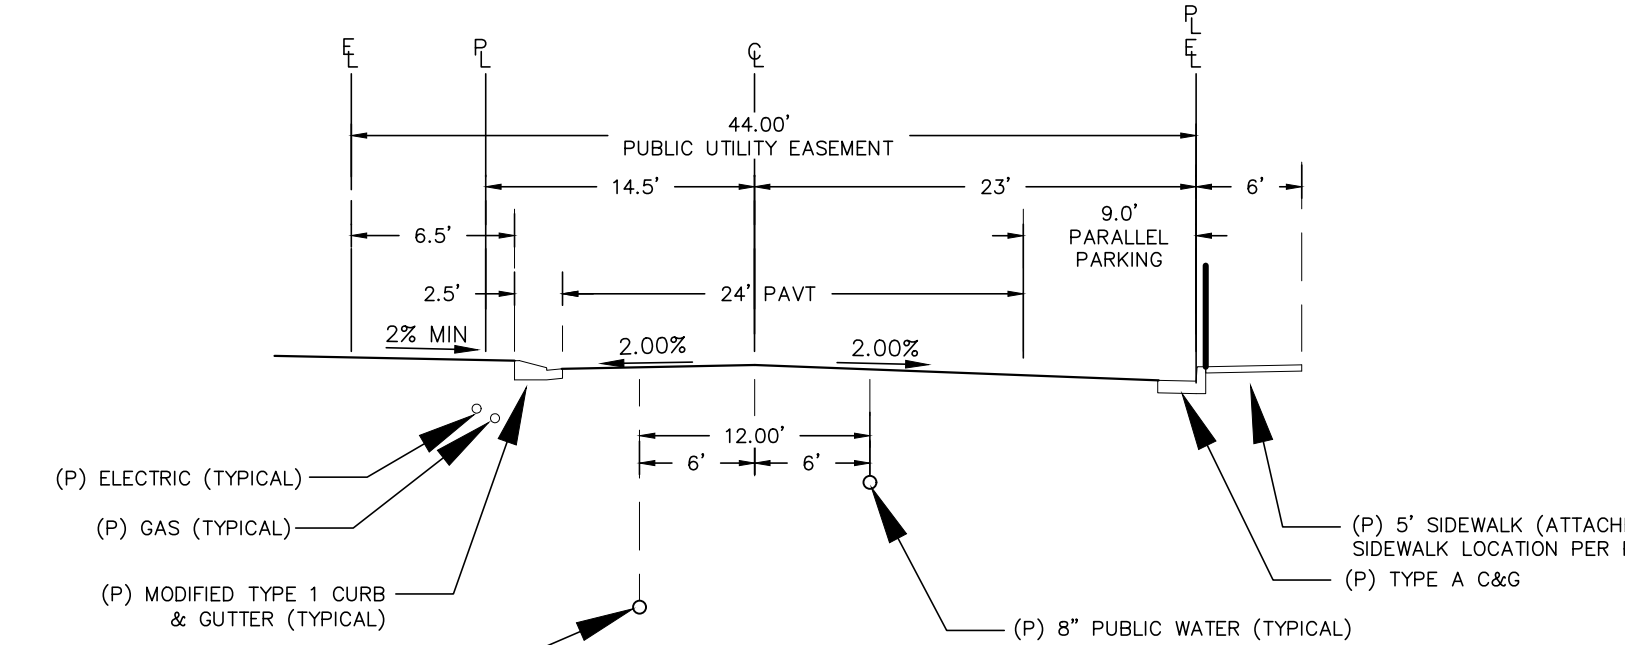 PL
EL PL CL EL
44.00'
PUBLIC UTILITY EASEMENT
14.5' 23' 6'
9.0'
6.5' PARALLEL
PARKING
2.5' 24' PAVT
2% MIN 2.00% 2.00%
12.00'
6' 6'
(P) ELECTRIC (TYPICAL)
(P) GAS (TYPICAL)
(P) 5' SIDEWALK
SIDEWALK LOCATION PER
(P) TYPE A C&G
(P) MODIFIED TYPE 1 CURB
& GUTTER (TYPICAL)
(P) 8" PUBLIC WATER (TYPICAL)